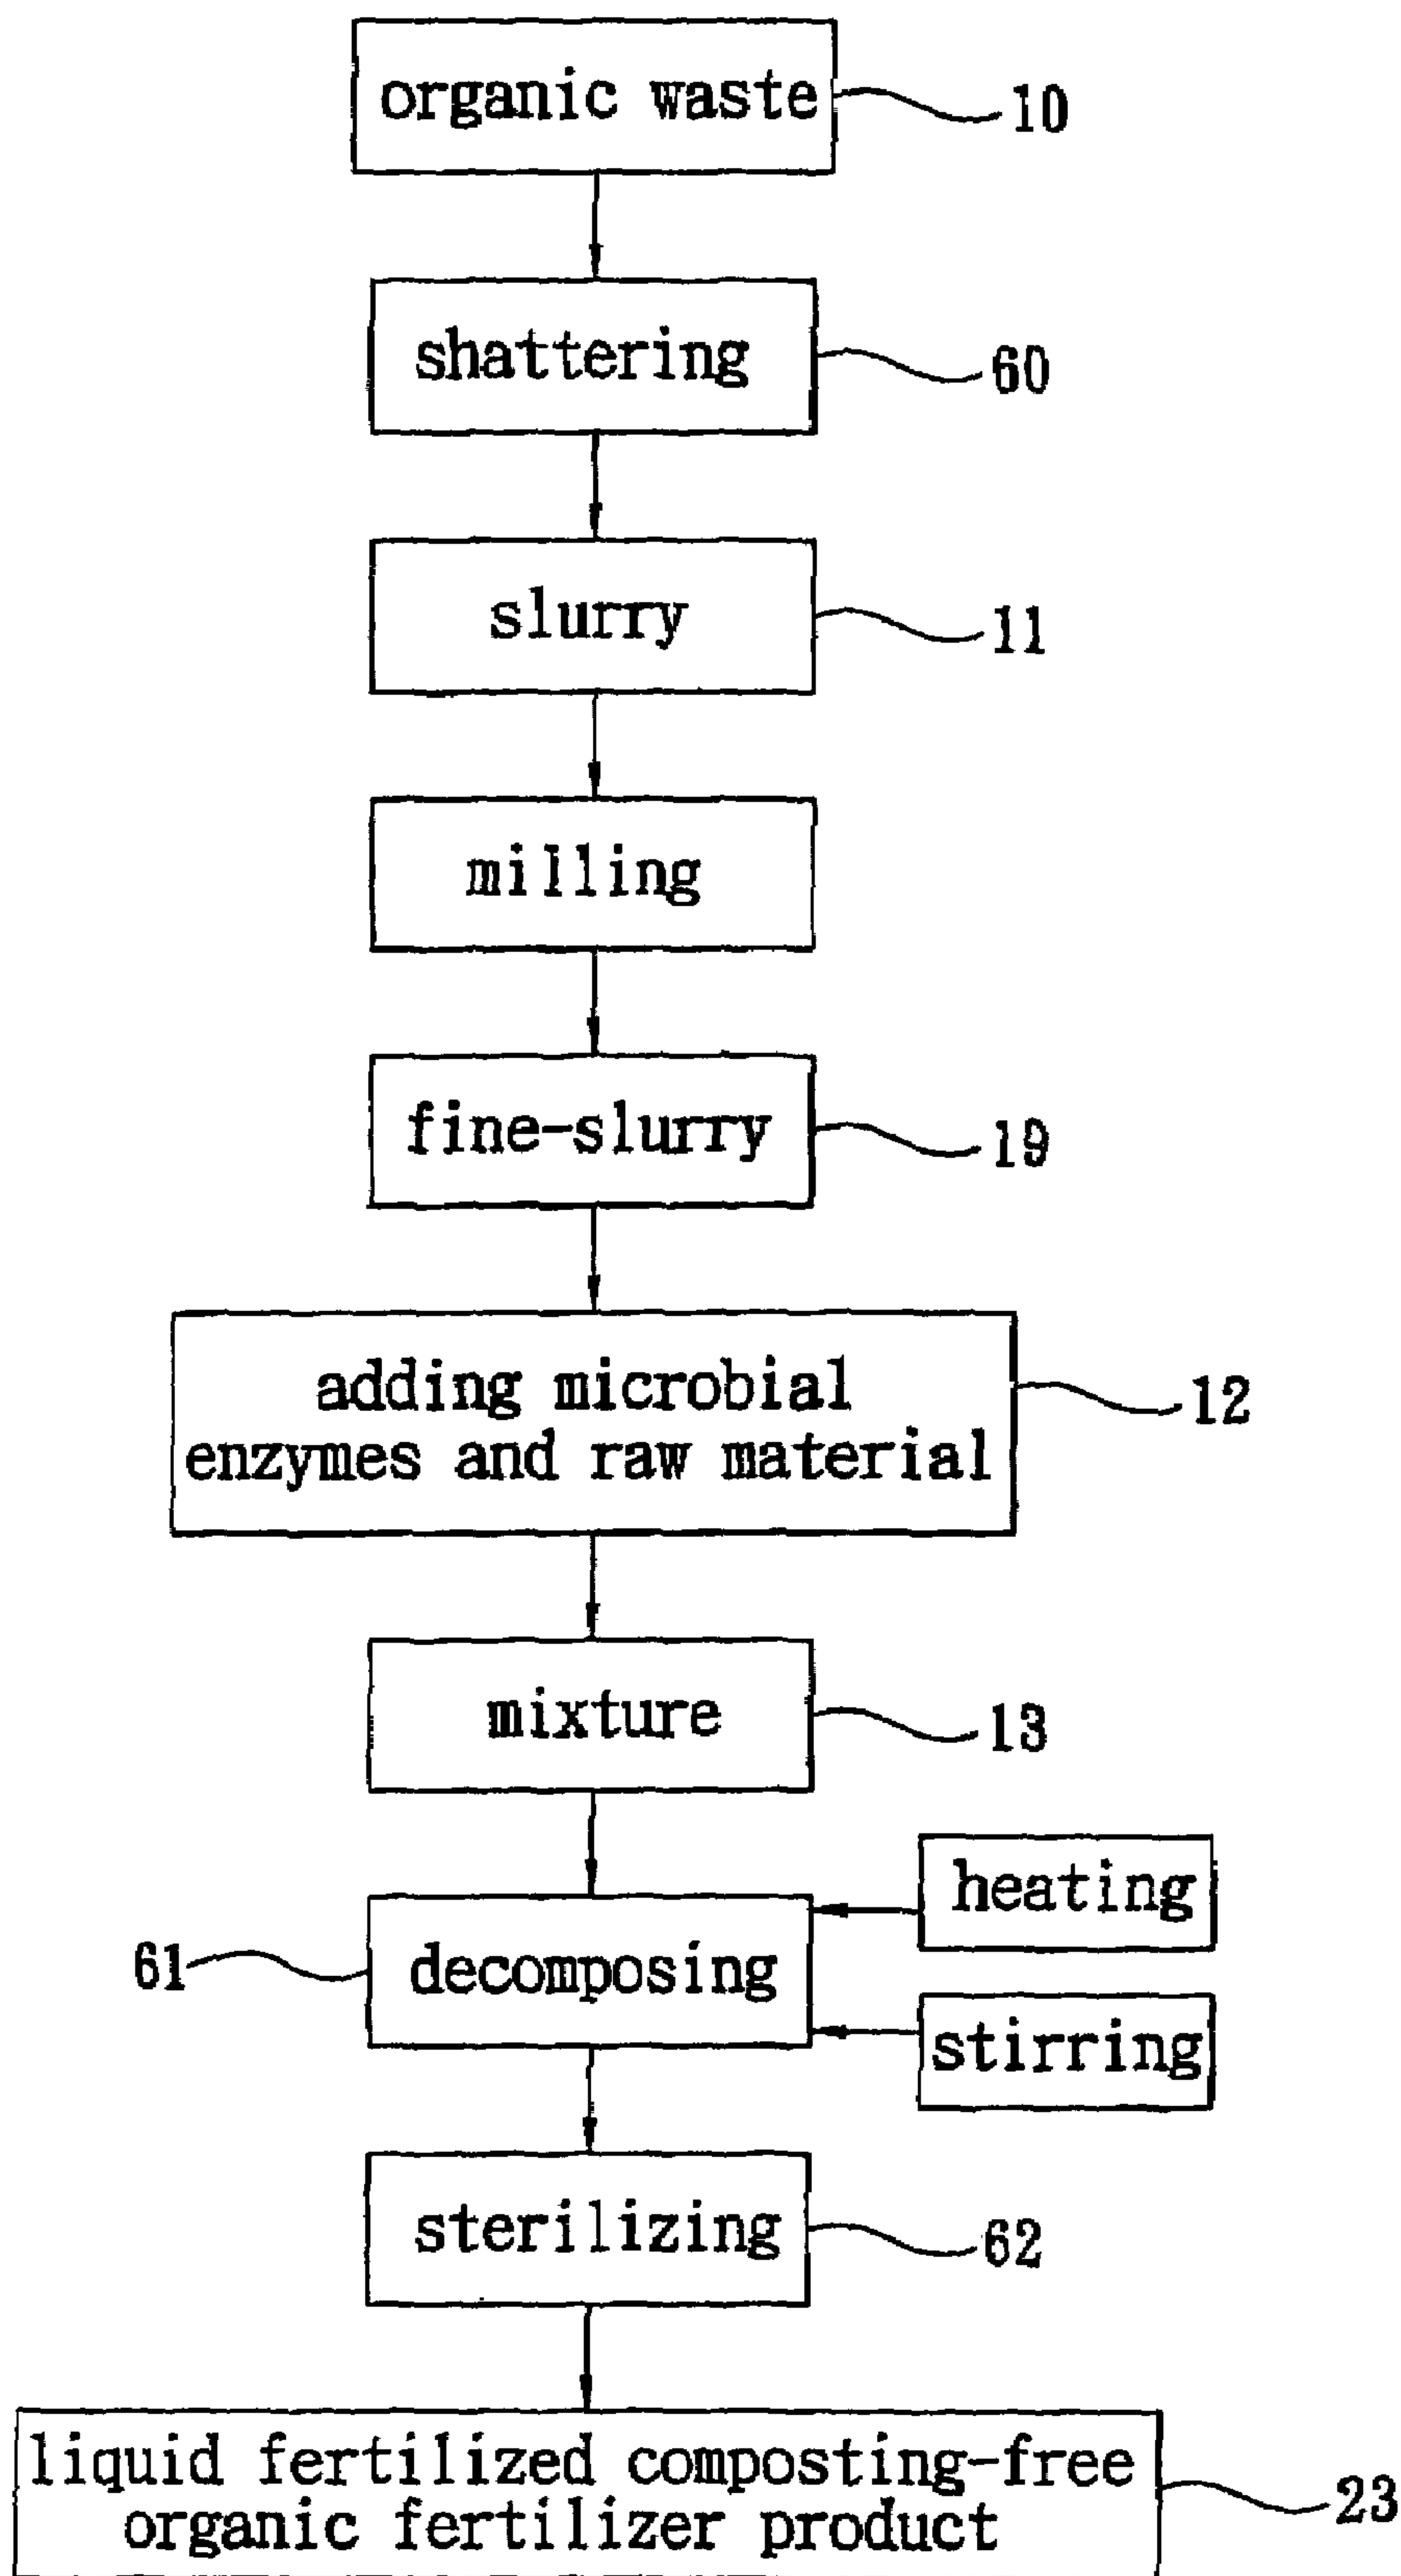 organic waste
10
shattering
60
slurry
11
milling
fine-slurry
19
adding microbial
enzymes and raw material
12
mixture
13
heating
61
decomposing
stirring
sterilizing
62
liquid fertilized composting-free
organic fertilizer product
23